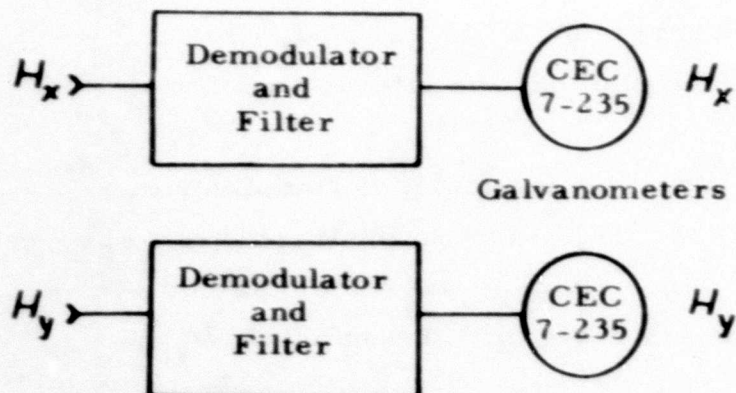 Demodulator
and
Filter
Hx
CEC
7-235
Hx
Galvanometers
Demodulator
and
Filter
Hy
CEC
7-235
Hy